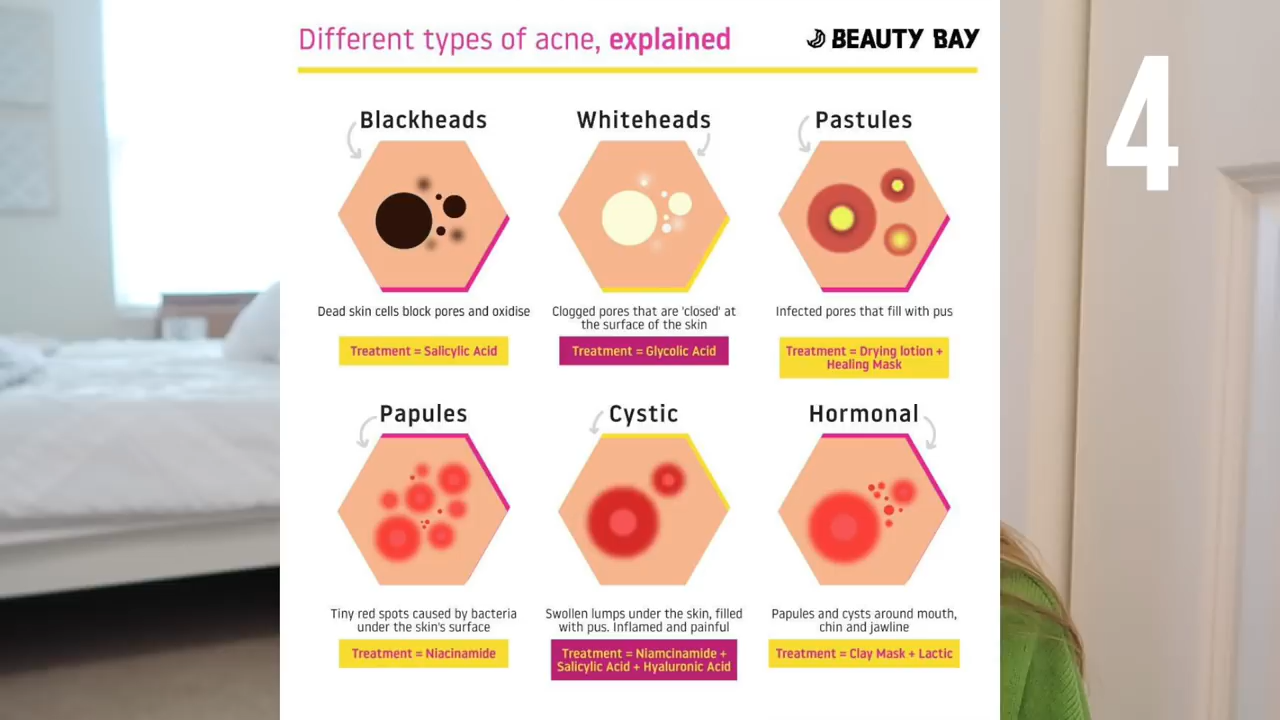 Different types of acne, explained
BEAUTY BAY
4
Blackheads
Whiteheads
Pastules
Dead skin cells block pores and oxidise
Clogged pores that are 'closed' at
the surface of the skin
Infected pores that fill with pus
Treatment = Salicylic Acid
Treatment = Glycolic Acid
Treatment = Drying lotion +
Healing Mask
Papules
Cystic
Hormonal
Tiny red spots caused by bacteria
under the skin's surface
Swollen lumps under the skin, filled
with pus. Inflamed and painful
Papules and cysts around mouth,
chin and jawline
Treatment = Niacinamide
Treatment = Niamcinamide +
Salicylic Acid + Hyaluronic Acid
Treatment = Clay Mask + Lactic